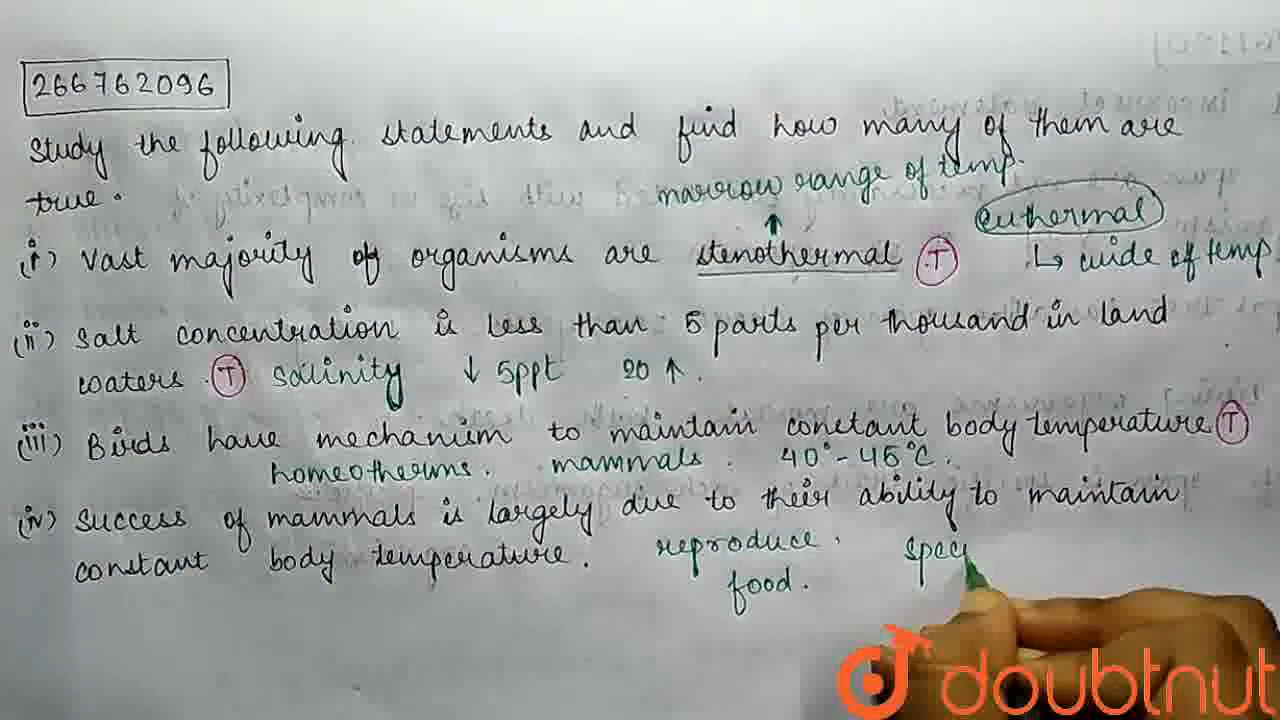 266762096
Study the following statements and find how many of them are
true.
narrow range of temp.
↑
euthermal
(i) Vast majority of organisms are stenothermal (T)
↳ wide of temp
(ii) Salt concentration is less than 5 parts per thousand in land
waters. (T) Salinity ↓ 5ppt 20 ↑.
(iii) Birds have mechanism to maintain constant body temperature (T)
homeotherms. mammals. 40° - 45°C.
(iv) Success of mammals is largely due to their ability to maintain
constant body temperature. reproduce, spec
food.
doubtnut